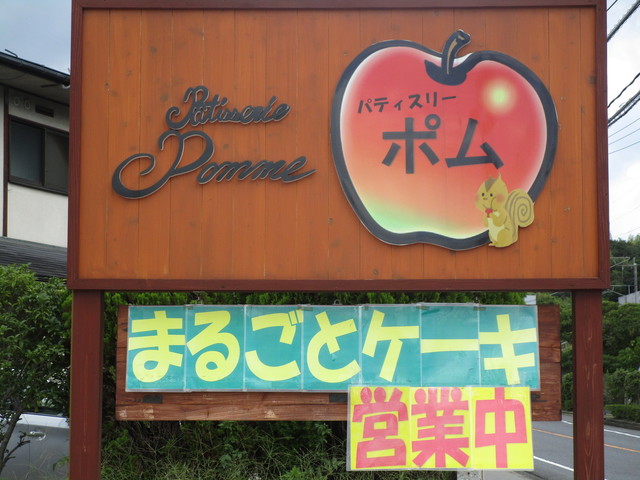 Patisserie
Pomme
パティスリー
ポム
まるごとケーキ
営業中